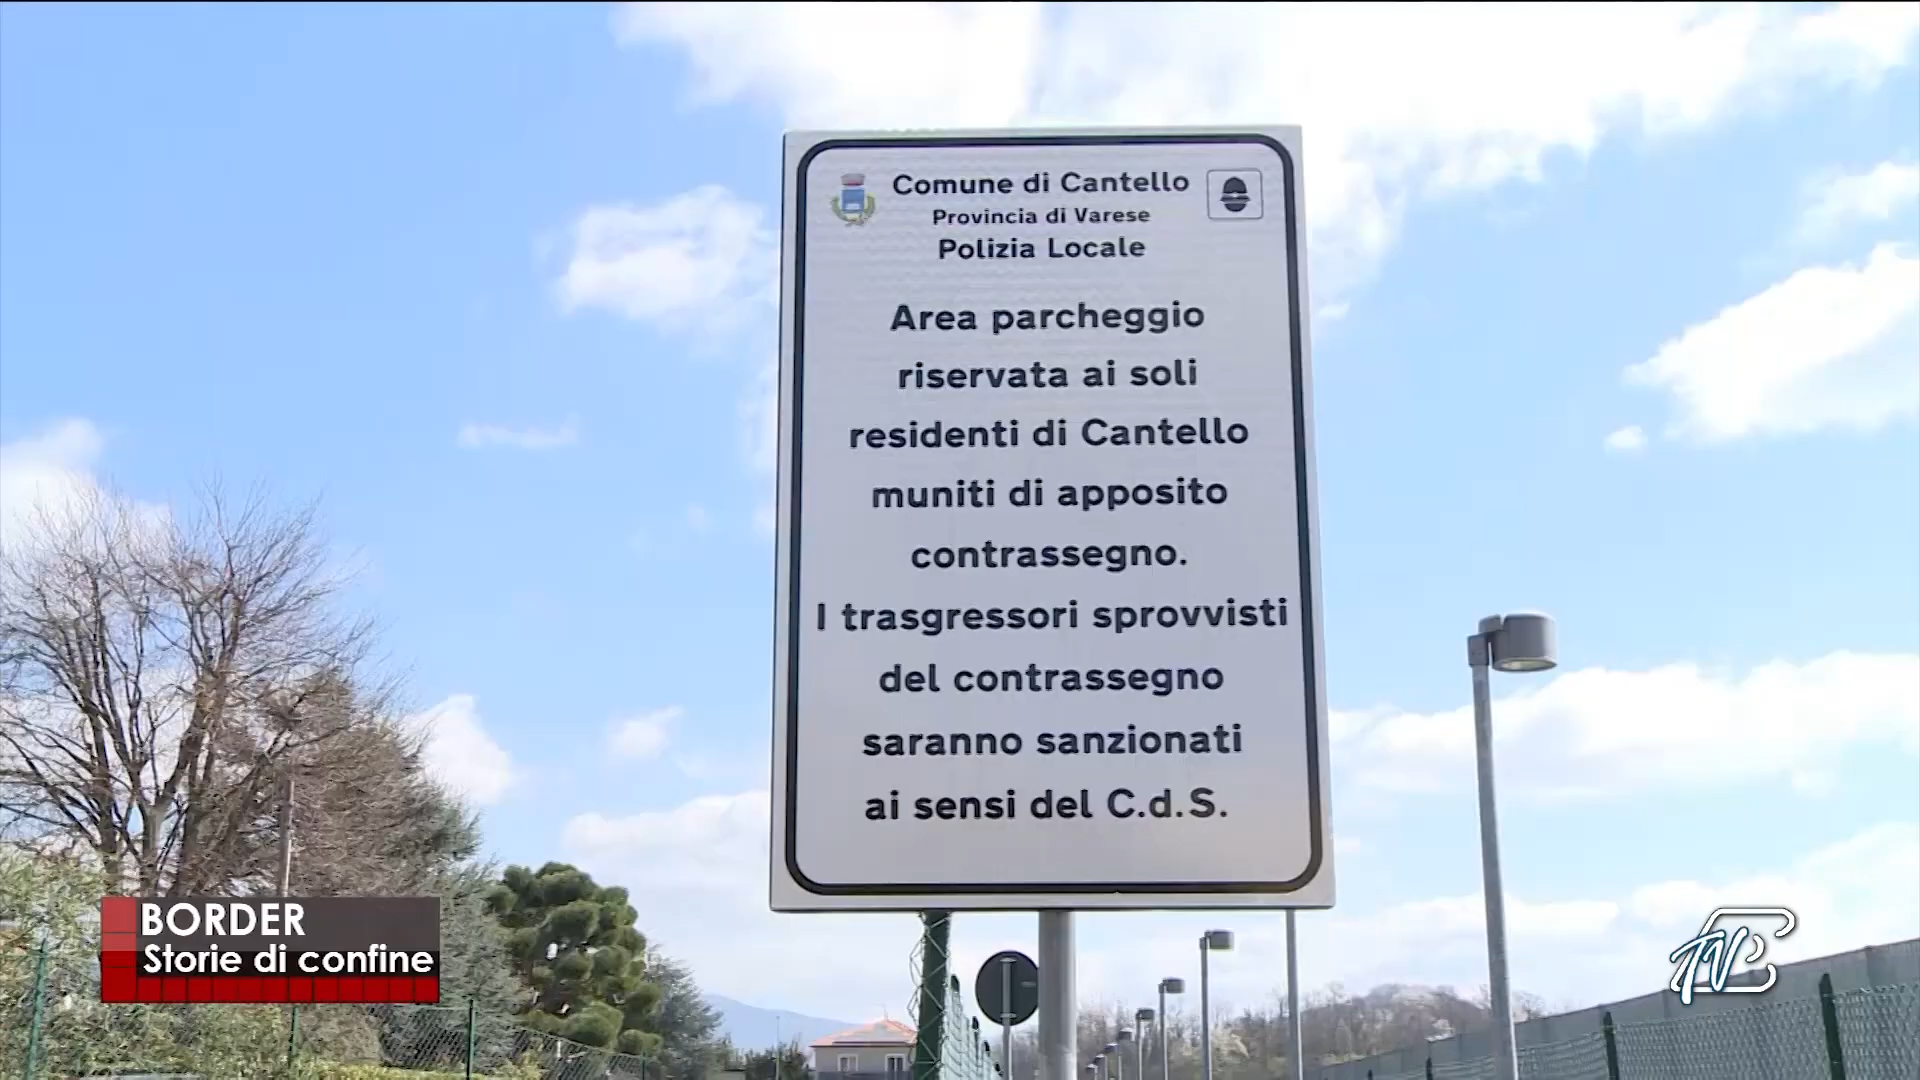 Comune di Cantello
Provincia di Varese
Polizia Locale
Area parcheggio
riservata ai soli
residenti di Cantello
muniti di apposito
contrassegno.
I trasgressori sprovvisti
del contrassegno
saranno sanzionati
ai sensi del C.d.S.
BORDER
Storie di confine
TV